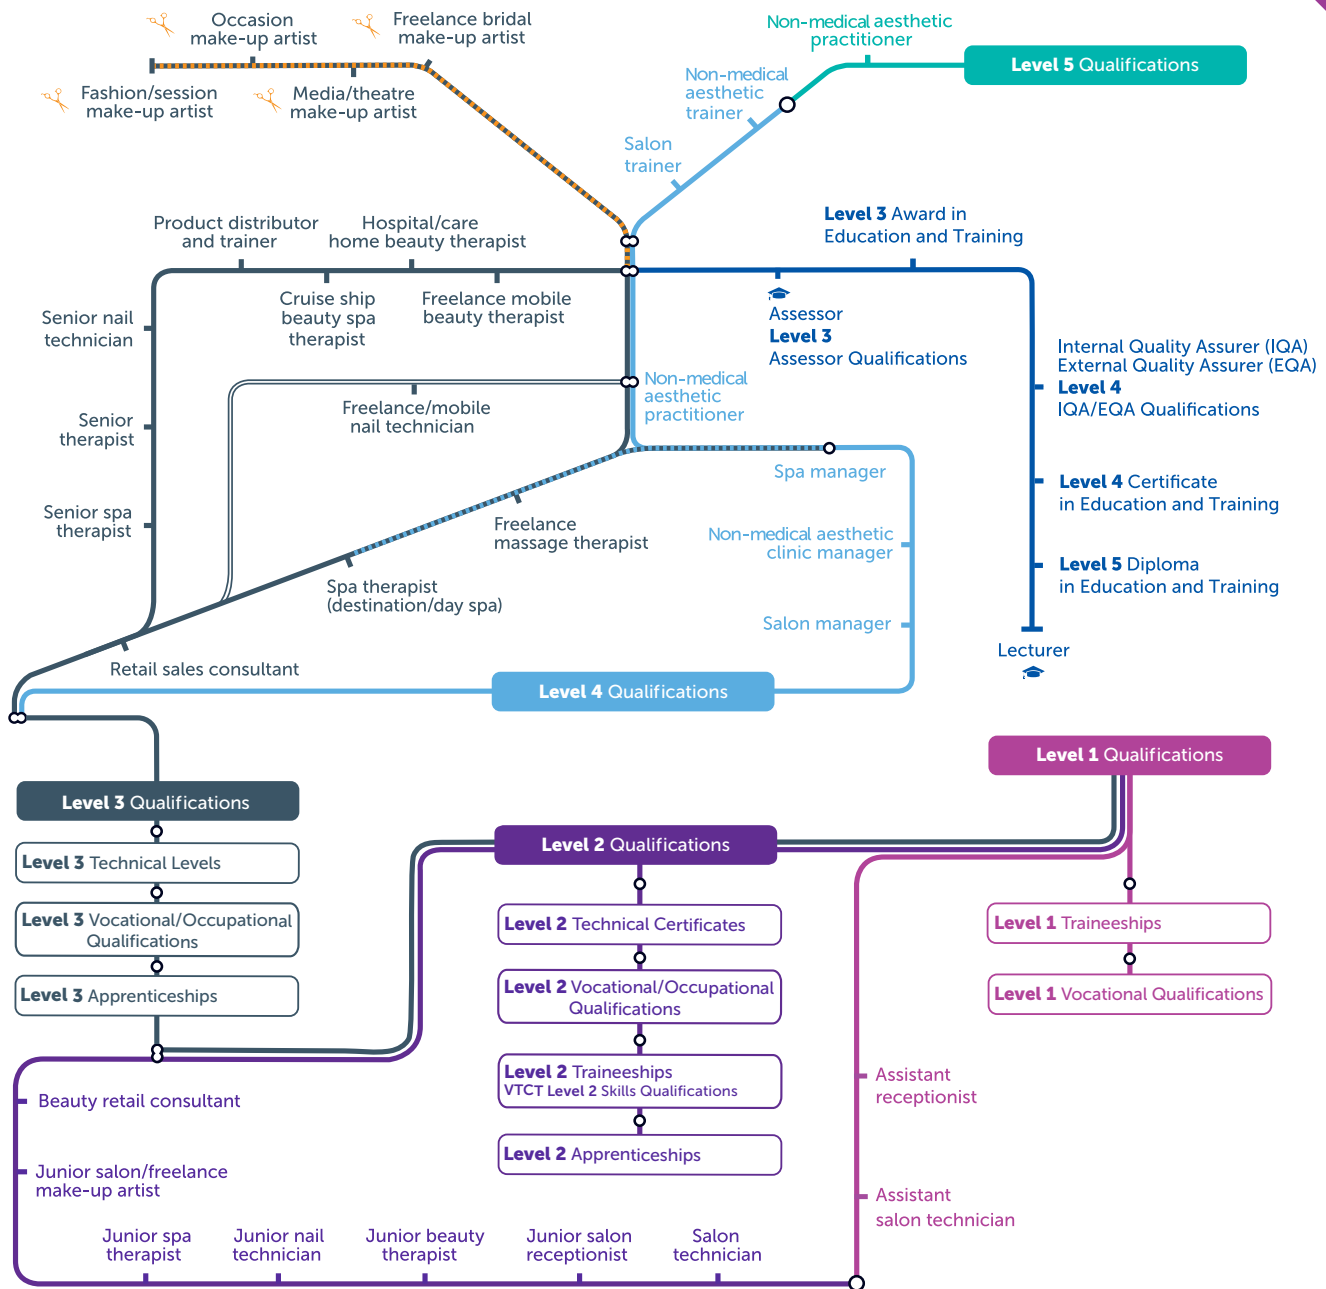 Occasion
make-up artist
Freelance bridal
make-up artist
Fashion/session
make-up artist
Media/theatre
make-up artist
Non-medical aesthetic
practitioner
Level 5 Qualifications
Non-medical
aesthetic
trainer
Salon
trainer
Product distributor
and trainer
Hospital/care
home beauty therapist
Level 3 Award in
Education and Training
Cruise ship
beauty spa
therapist
Freelance mobile
beauty therapist
Assessor
Level 3
Assessor Qualifications
Senior nail
technician
Internal Quality Assurer (IQA)
External Quality Assurer (EQA)
Level 4
IQA/EQA Qualifications
Freelance/mobile
nail technician
Non-medical
aesthetic
practitioner
Senior
therapist
Spa manager
Level 4 Certificate
in Education and Training
Senior spa
therapist
Freelance
massage therapist
Non-medical aesthetic
clinic manager
Level 5 Diploma
in Education and Training
Spa therapist
(destination/day spa)
Salon manager
Lecturer
Retail sales consultant
Level 4 Qualifications
Level 1 Qualifications
Level 3 Qualifications
Level 2 Qualifications
Level 3 Technical Levels
Level 3 Vocational/Occupational
Qualifications
Level 3 Apprenticeships
Level 2 Technical Certificates
Level 2 Vocational/Occupational
Qualifications
Level 2 Traineeships
VTCT Level 2 Skills Qualifications
Level 2 Apprenticeships
Level 1 Traineeships
Level 1 Vocational Qualifications
Beauty retail consultant
Assistant
receptionist
Junior salon/freelance
make-up artist
Assistant
salon technician
Junior spa
therapist
Junior nail
technician
Junior beauty
therapist
Junior salon
receptionist
Salon
technician